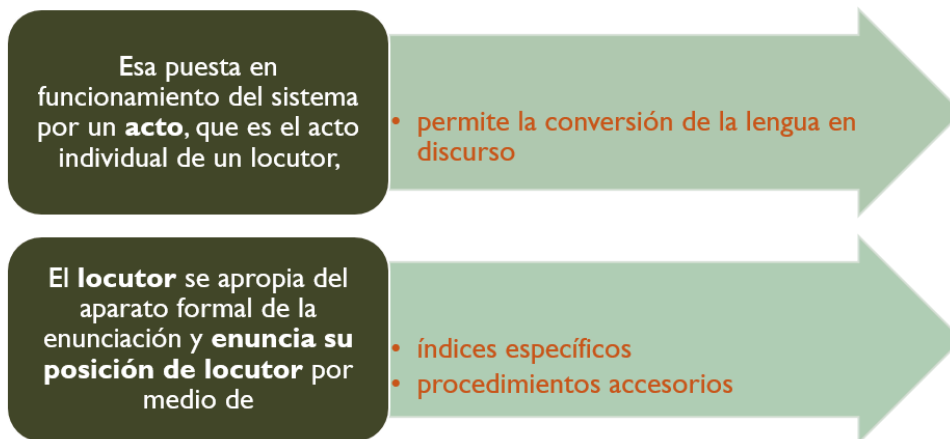 Esa puesta en
funcionamiento del sistema
por un acto, que es el acto
individual de un locutor,
• permite la conversión de la lengua en
discurso
El locutor se apropia del
aparato formal de la
enunciación y enuncia su
posición de locutor por
medio de
• índices específicos
• procedimientos accesorios